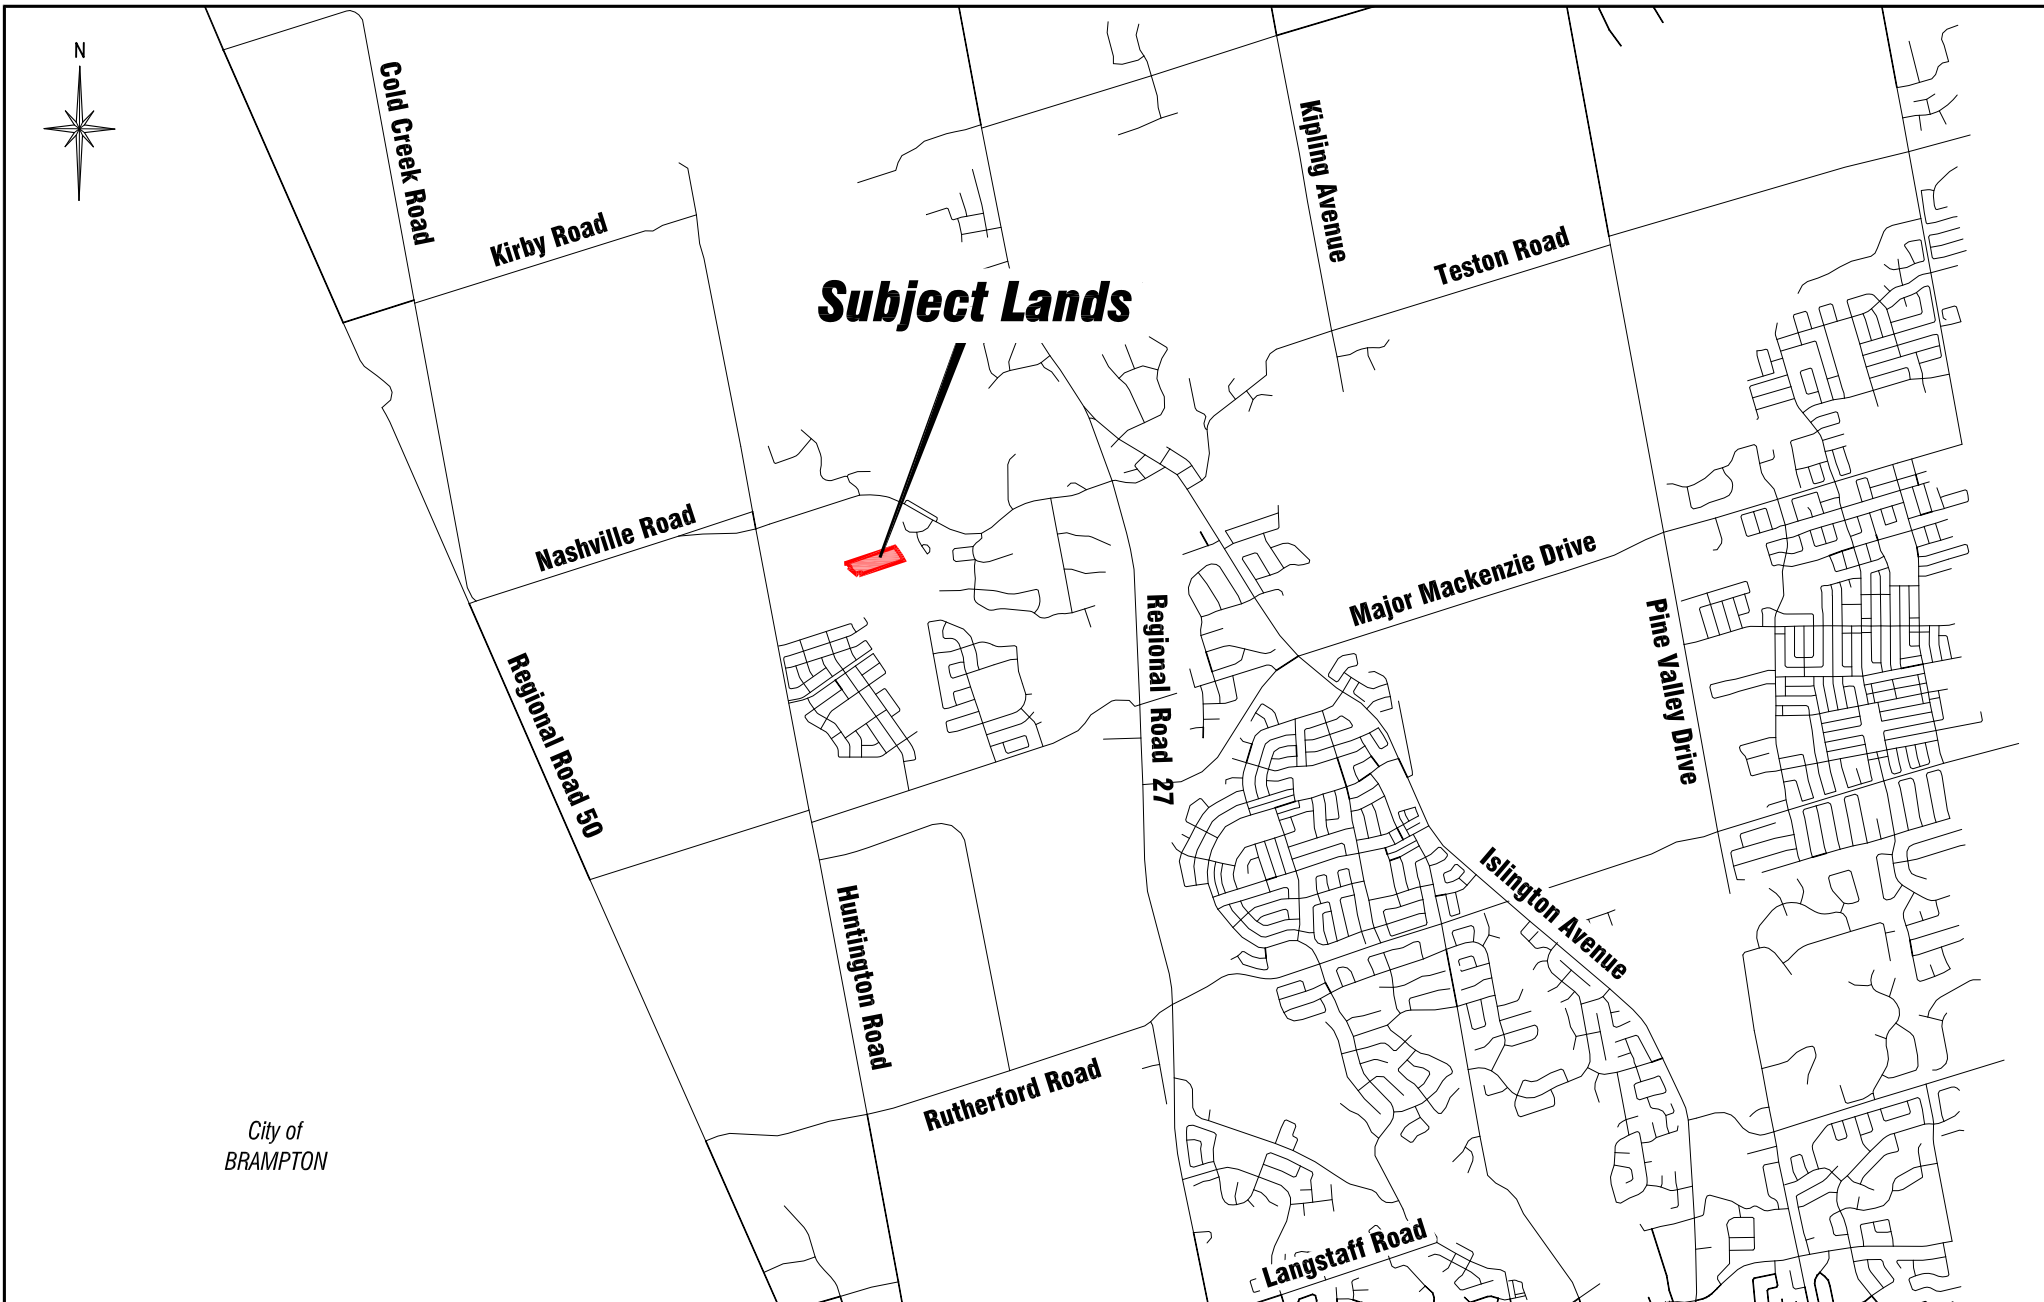 N
Cold Creek Road
Kirby Road
Kipling Avenue
Teston Road
Subject Lands
Nashville Road
Major Mackenzie Drive
Regional Road 27
Pine Valley Drive
Regional Road 50
Islington Avenue
Huntington Road
Rutherford Road
City of
BRAMPTON
Langstaff Road